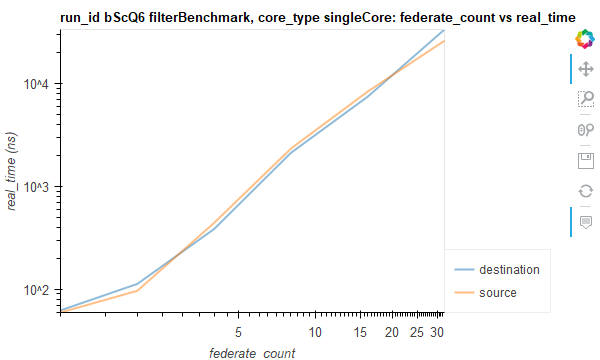 run_id bScQ6 filterBenchmark, core_type singleCore: federate_count vs real_time
10^4
10^3
10^2
real_time (ns)
5 10 15 20 25 30
federate_count
destination
source